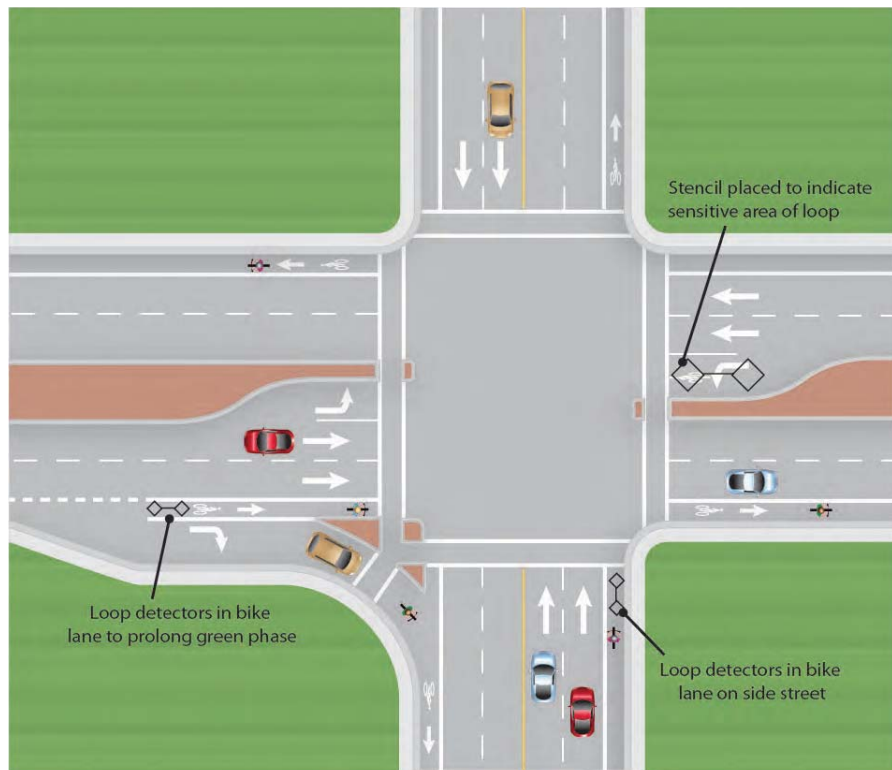 Stencil placed to indicate
sensitive area of loop
Loop detectors in bike
lane to prolong green phase
Loop detectors in bike
lane on side street